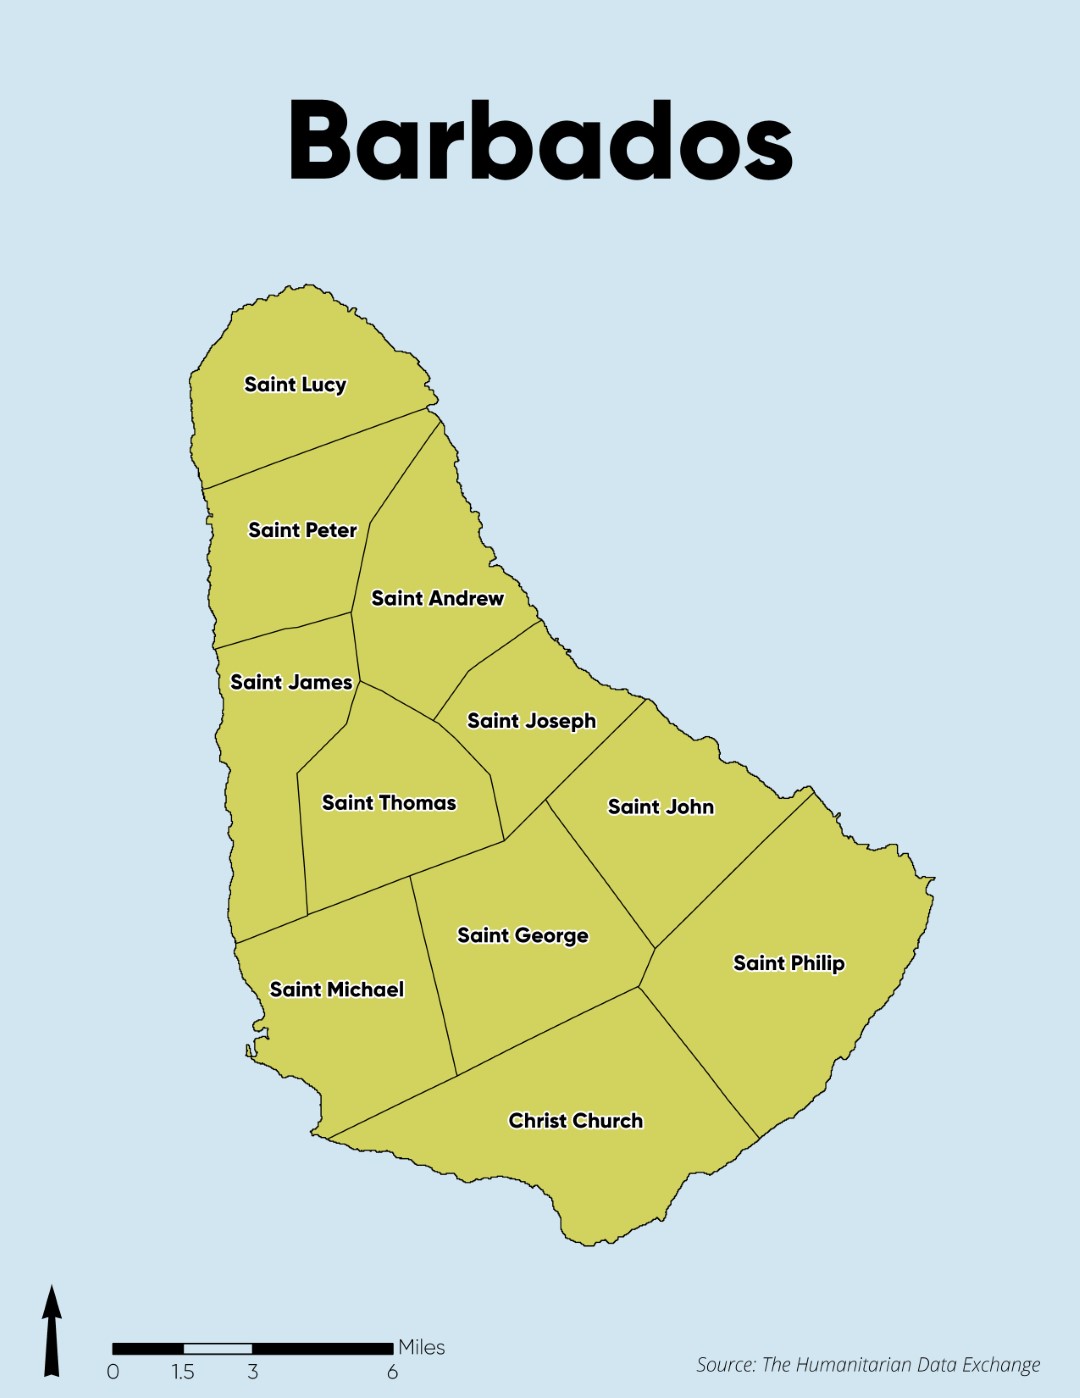 Barbados
Saint Lucy
Saint Peter
Saint Andrew
Saint James
Saint Joseph
Saint Thomas
Saint John
Saint George
Saint Philip
Saint Michael
Christ Church
Miles
0 1.5 3 6
Source: The Humanitarian Data Exchange